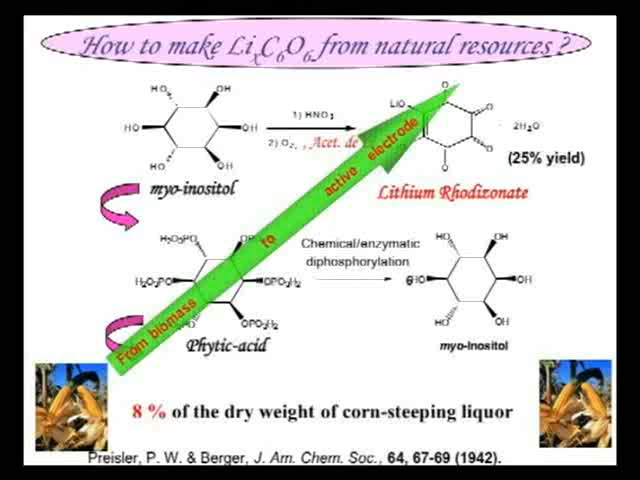 How to make LixC6O6 from natural resources ?
HO
OH
HO
OH
HO
OH
myo-inositol
1) HNO3
2) O2, , Acet. de
LiO
O
O
O
O
2H2O
(25% yield)
Lithium Rhodizonate
From biomass to active electrode
H2O3PO
H2O3PO
OPO3H2
OPO3H2
Phytic-acid
Chemical/enzymatic
diphosphorylation
6
HO
OH
HO
OH
HO
OH
myo-Inositol
8 % of the dry weight of corn-steeping liquor
Preisler, P. W. & Berger, J. Am. Chem. Soc., 64, 67-69 (1942).